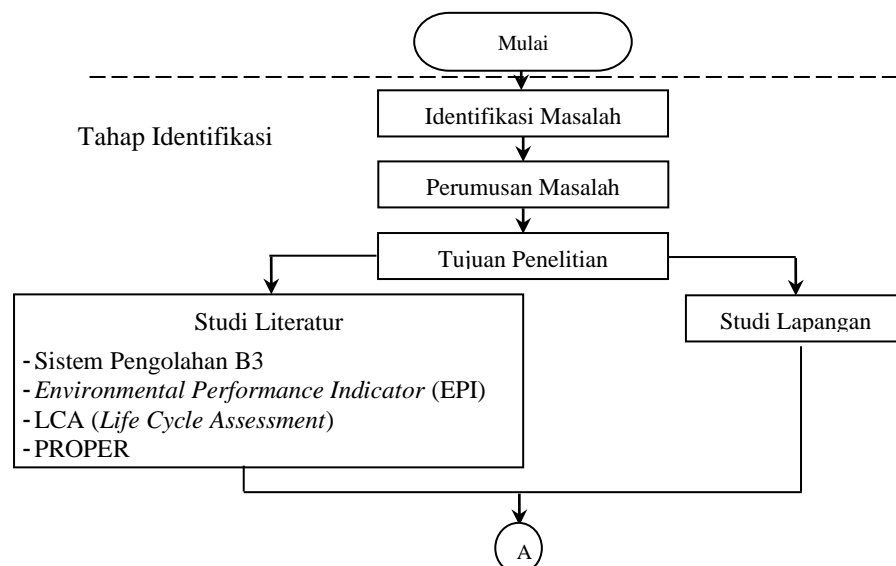 Mulai
Identifikasi Masalah
Tahap Identifikasi
Perumusan Masalah
Tujuan Penelitian
Studi Literatur
- Sistem Pengolahan B3
- Environmental Performance Indicator (EPI)
- LCA (Life Cycle Assessment)
- PROPER
Studi Lapangan
A